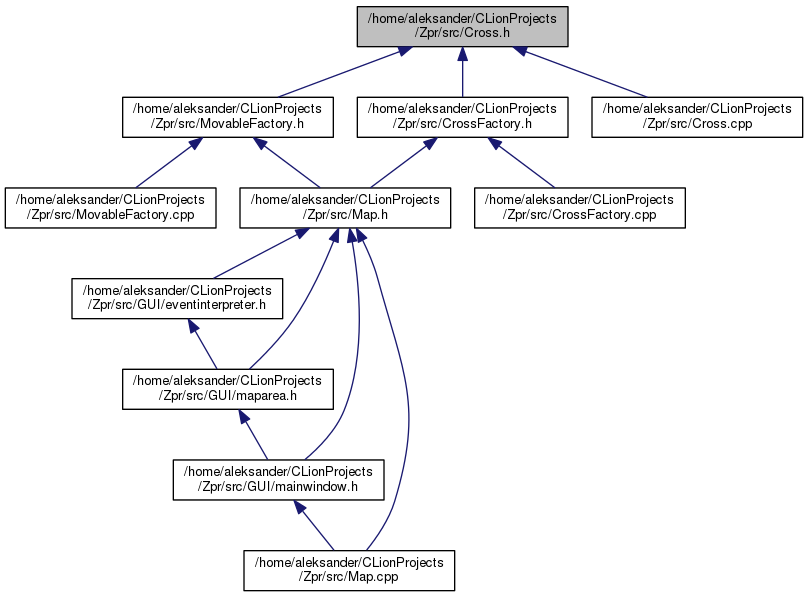 /home/aleksander/CLionProjects
/Zpr/src/Cross.h
/home/aleksander/CLionProjects
/Zpr/src/MovableFactory.h
/home/aleksander/CLionProjects
/Zpr/src/CrossFactory.h
/home/aleksander/CLionProjects
/Zpr/src/Cross.cpp
/home/aleksander/CLionProjects
/Zpr/src/MovableFactory.cpp
/home/aleksander/CLionProjects
/Zpr/src/Map.h
/home/aleksander/CLionProjects
/Zpr/src/CrossFactory.cpp
/home/aleksander/CLionProjects
/Zpr/src/GUI/eventinterpreter.h
/home/aleksander/CLionProjects
/Zpr/src/GUI/maparea.h
/home/aleksander/CLionProjects
/Zpr/src/GUI/mainwindow.h
/home/aleksander/CLionProjects
/Zpr/src/Map.cpp